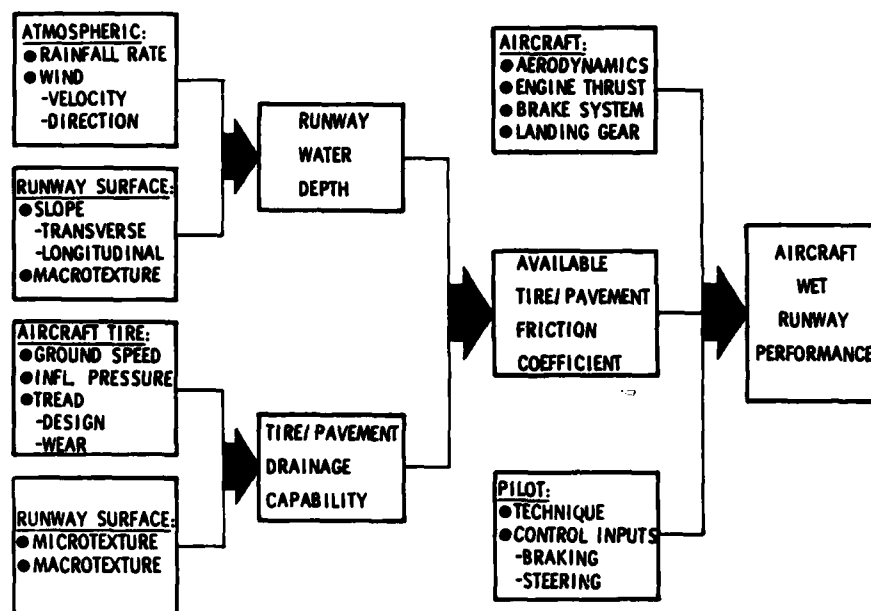 ATMOSPHERIC:
●RAINFALL RATE
●WIND
-VELOCITY
-DIRECTION
RUNWAY SURFACE:
●SLOPE
-TRANSVERSE
-LONGITUDINAL
●MACROTEXTURE
AIRCRAFT TIRE:
●GROUND SPEED
●INFL. PRESSURE
●TREAD
-DESIGN
-WEAR
RUNWAY SURFACE:
●MICROTEXTURE
●MACROTEXTURE
RUNWAY
WATER
DEPTH
TIRE/PAVEMENT
DRAINAGE
CAPABILITY
AIRCRAFT:
●AERODYNAMICS
●ENGINE THRUST
●BRAKE SYSTEM
●LANDING GEAR
AVAILABLE
TIRE/PAVEMENT
FRICTION
COEFFICIENT
PILOT:
●TECHNIQUE
●CONTROL INPUTS
-BRAKING
-STEERING
AIRCRAFT
WET
RUNWAY
PERFORMANCE